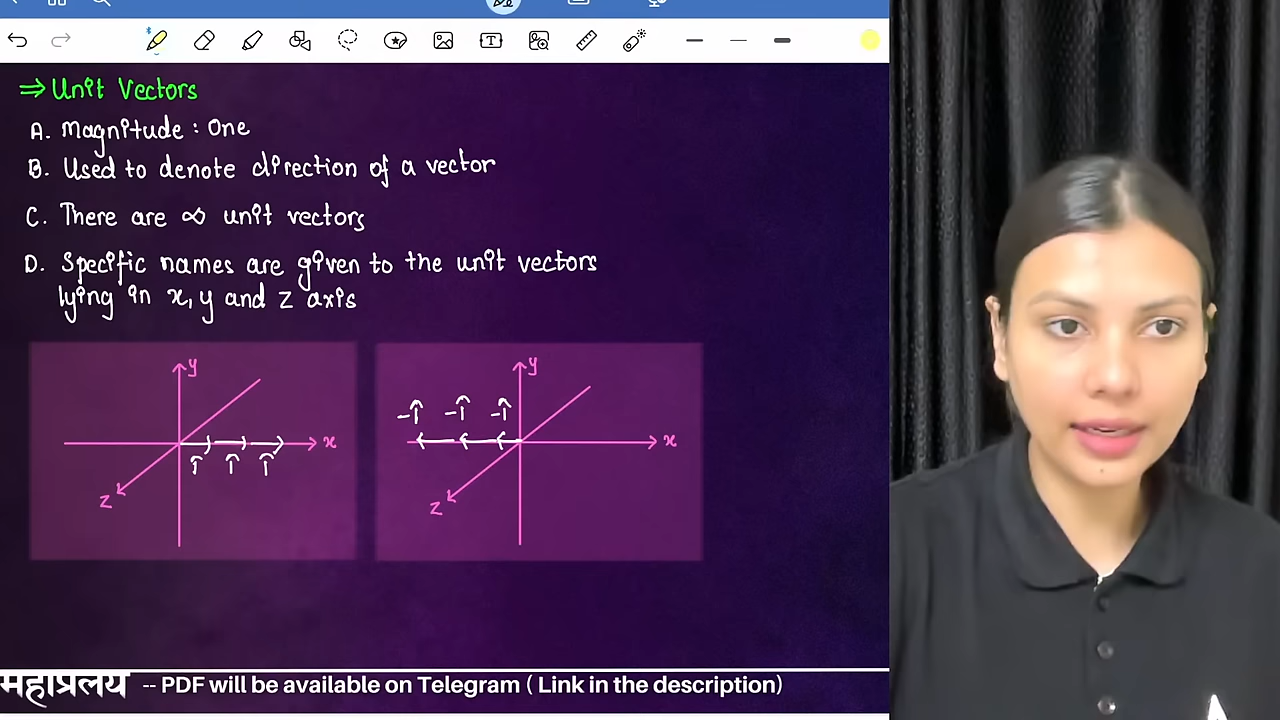 ⇒ Unit Vectors
A. Magnitude : One
B. Used to denote direction of a vector
C. There are ∞ unit vectors
D. Specific names are given to the unit vectors
lying in x, y and z axis
y
x
z
î î î
y
-î -î -î
x
z
महाप्रलय -- PDF will be available on Telegram ( Link in the description)